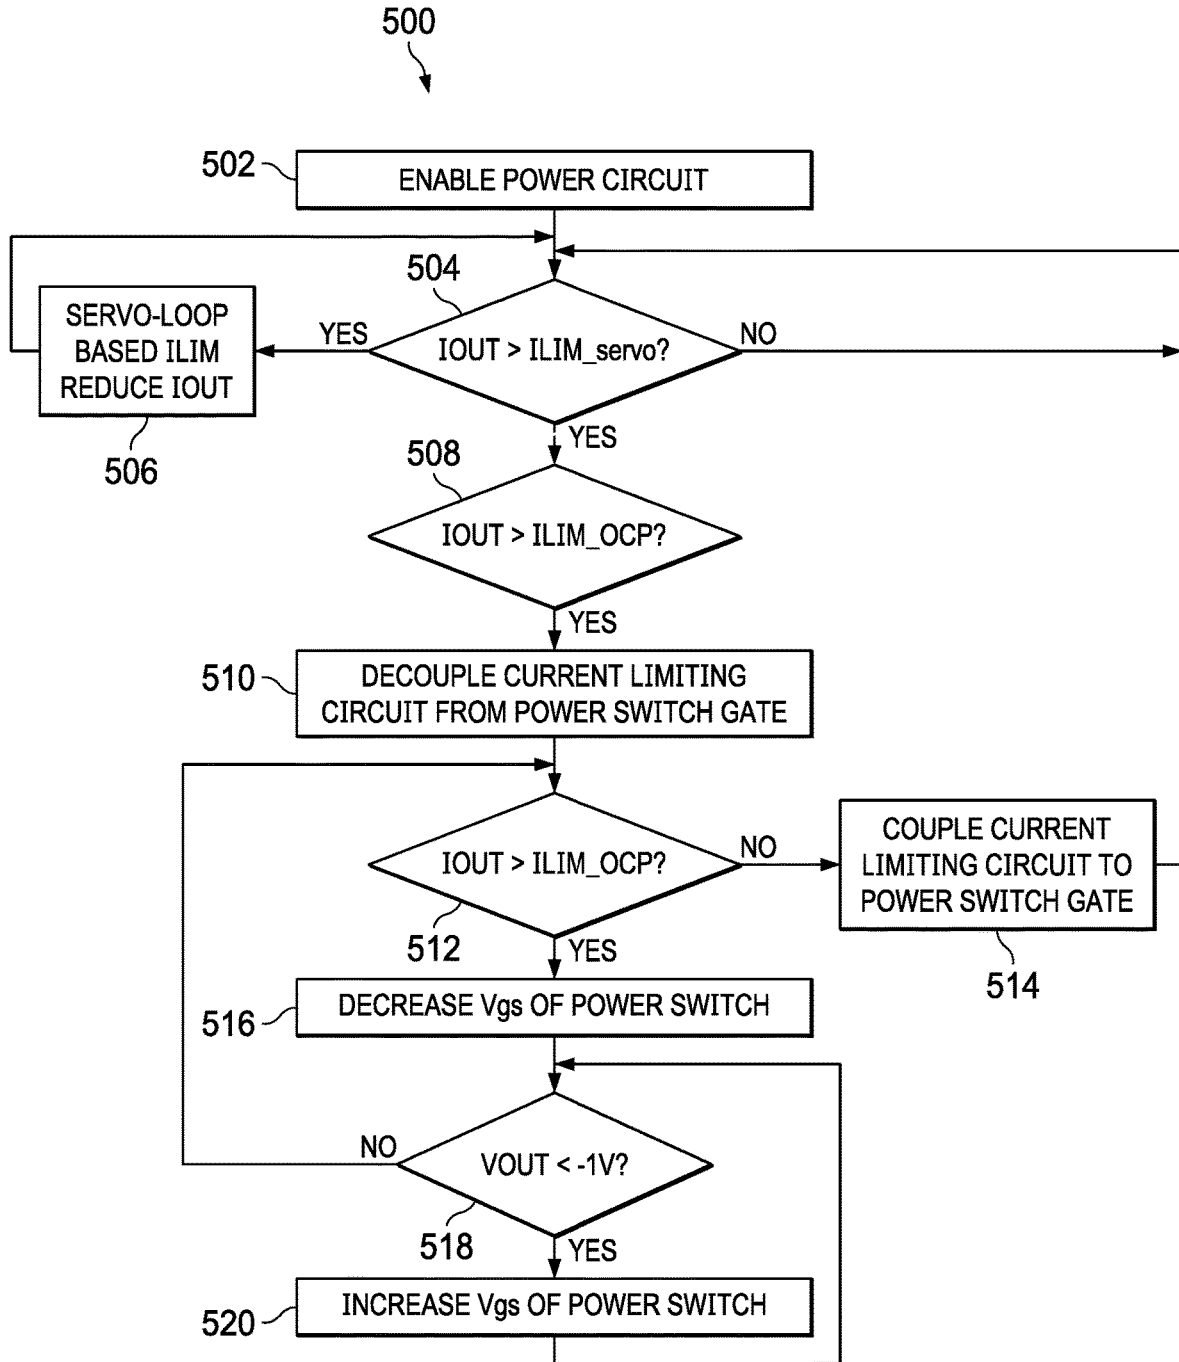 500
502
ENABLE POWER CIRCUIT
504
SERVO-LOOP
BASED ILIM
REDUCE IOUT
506
YES
IOUT > ILIM_servo?
NO
YES
508
IOUT > ILIM_OCP?
YES
510
DECOUPLE CURRENT LIMITING
CIRCUIT FROM POWER SWITCH GATE
IOUT > ILIM_OCP?
512
NO
COUPLE CURRENT
LIMITING CIRCUIT TO
POWER SWITCH GATE
514
YES
516
DECREASE Vgs OF POWER SWITCH
NO
VOUT < -1V?
518
YES
520
INCREASE Vgs OF POWER SWITCH